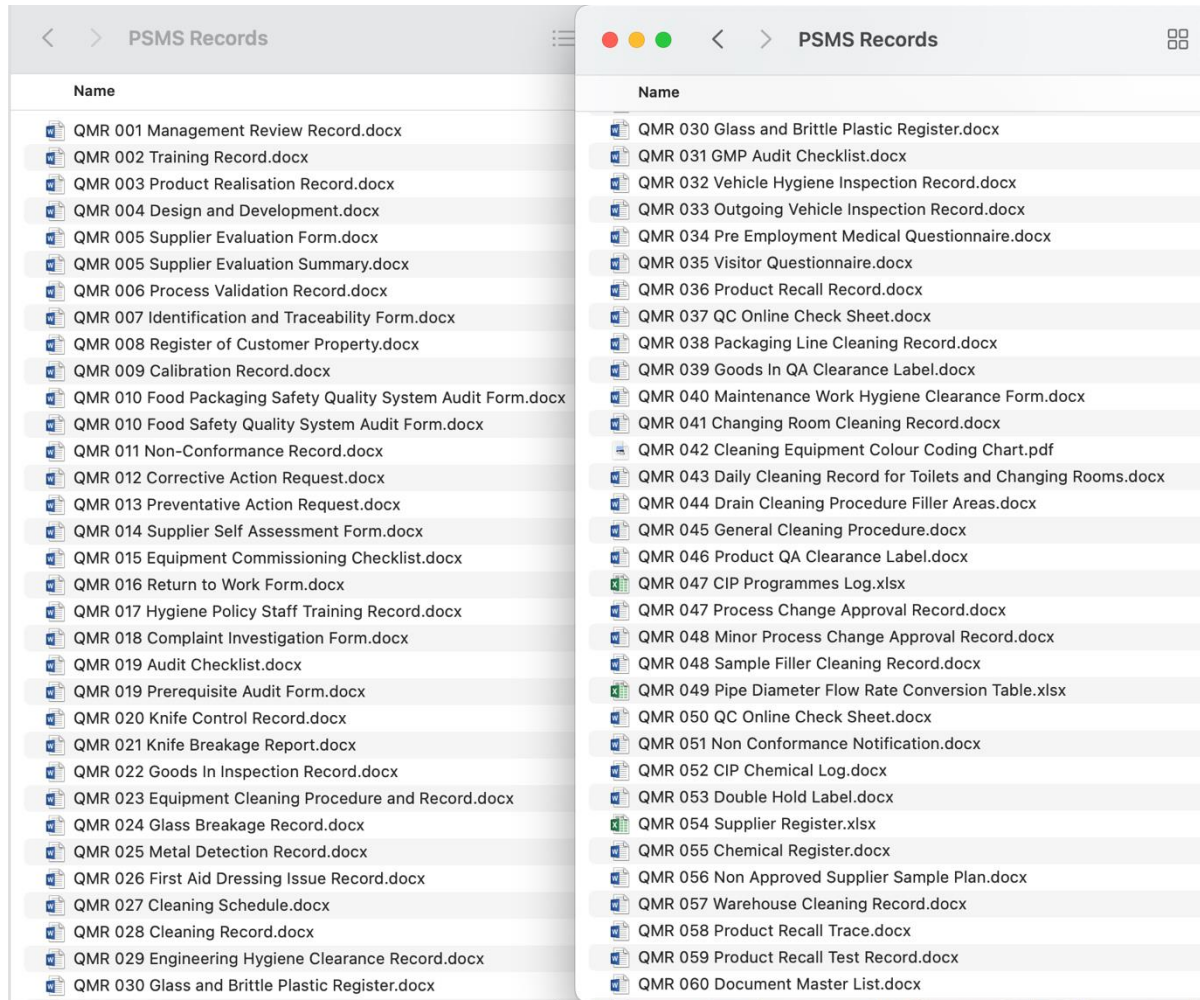 PSMS Records
Name
QMR 001 Management Review Record.docx
QMR 002 Training Record.docx
QMR 003 Product Realisation Record.docx
QMR 004 Design and Development.docx
QMR 005 Supplier Evaluation Form.docx
QMR 005 Supplier Evaluation Summary.docx
QMR 006 Process Validation Record.docx
QMR 007 Identification and Traceability Form.docx
QMR 008 Register of Customer Property.docx
QMR 009 Calibration Record.docx
QMR 010 Food Packaging Safety Quality System Audit Form.docx
QMR 010 Food Safety Quality System Audit Form.docx
QMR 011 Non-Conformance Record.docx
QMR 012 Corrective Action Request.docx
QMR 013 Preventative Action Request.docx
QMR 014 Supplier Self Assessment Form.docx
QMR 015 Equipment Commissioning Checklist.docx
QMR 016 Return to Work Form.docx
QMR 017 Hygiene Policy Staff Training Record.docx
QMR 018 Complaint Investigation Form.docx
QMR 019 Audit Checklist.docx
QMR 019 Prerequisite Audit Form.docx
QMR 020 Knife Control Record.docx
QMR 021 Knife Breakage Report.docx
QMR 022 Goods In Inspection Record.docx
QMR 023 Equipment Cleaning Procedure and Record.docx
QMR 024 Glass Breakage Record.docx
QMR 025 Metal Detection Record.docx
QMR 026 First Aid Dressing Issue Record.docx
QMR 027 Cleaning Schedule.docx
QMR 028 Cleaning Record.docx
QMR 029 Engineering Hygiene Clearance Record.docx
QMR 030 Glass and Brittle Plastic Register.docx
PSMS Records
Name
QMR 030 Glass and Brittle Plastic Register.docx
QMR 031 GMP Audit Checklist.docx
QMR 032 Vehicle Hygiene Inspection Record.docx
QMR 033 Outgoing Vehicle Inspection Record.docx
QMR 034 Pre Employment Medical Questionnaire.docx
QMR 035 Visitor Questionnaire.docx
QMR 036 Product Recall Record.docx
QMR 037 QC Online Check Sheet.docx
QMR 038 Packaging Line Cleaning Record.docx
QMR 039 Goods In QA Clearance Label.docx
QMR 040 Maintenance Work Hygiene Clearance Form.docx
QMR 041 Changing Room Cleaning Record.docx
QMR 042 Cleaning Equipment Colour Coding Chart.pdf
QMR 043 Daily Cleaning Record for Toilets and Changing Rooms.docx
QMR 044 Drain Cleaning Procedure Filler Areas.docx
QMR 045 General Cleaning Procedure.docx
QMR 046 Product QA Clearance Label.docx
QMR 047 CIP Programmes Log.xlsx
QMR 047 Process Change Approval Record.docx
QMR 048 Minor Process Change Approval Record.docx
QMR 048 Sample Filler Cleaning Record.docx
QMR 049 Pipe Diameter Flow Rate Conversion Table.xlsx
QMR 050 QC Online Check Sheet.docx
QMR 051 Non Conformance Notification.docx
QMR 052 CIP Chemical Log.docx
QMR 053 Double Hold Label.docx
QMR 054 Supplier Register.xlsx
QMR 055 Chemical Register.docx
QMR 056 Non Approved Supplier Sample Plan.docx
QMR 057 Warehouse Cleaning Record.docx
QMR 058 Product Recall Trace.docx
QMR 059 Product Recall Test Record.docx
QMR 060 Document Master List.docx